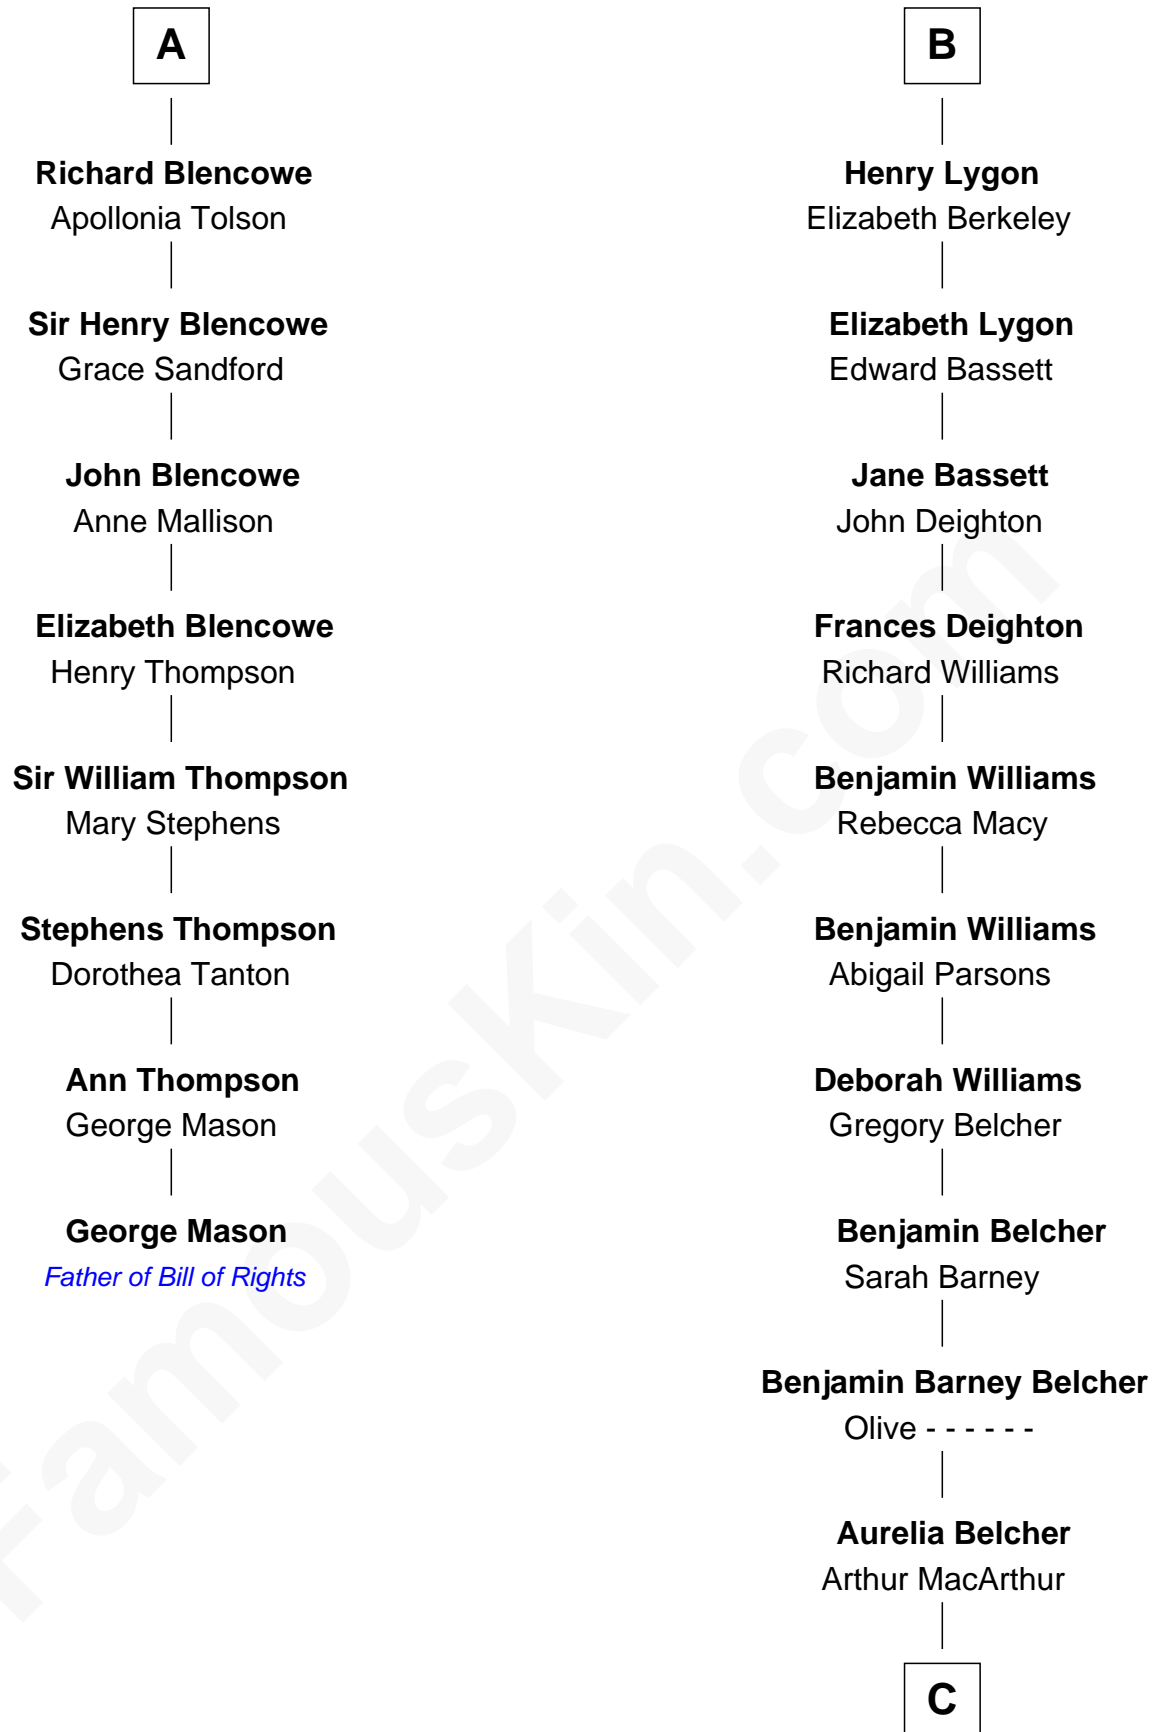 A
Richard Blencowe
Apollonia Tolson
Sir Henry Blencowe
Grace Sandford
John Blencowe
Anne Mallison
Elizabeth Blencowe
Henry Thompson
Sir William Thompson
Mary Stephens
Stephens Thompson
Dorothea Tanton
Ann Thompson
George Mason
George Mason
Father of Bill of Rights
B
Henry Lygon
Elizabeth Berkeley
Elizabeth Lygon
Edward Bassett
Jane Bassett
John Deighton
Frances Deighton
Richard Williams
Benjamin Williams
Rebecca Macy
Benjamin Williams
Abigail Parsons
Deborah Williams
Gregory Belcher
Benjamin Belcher
Sarah Barney
Benjamin Barney Belcher
Olive - - - - - -
Aurelia Belcher
Arthur MacArthur
C
FamousKin.com